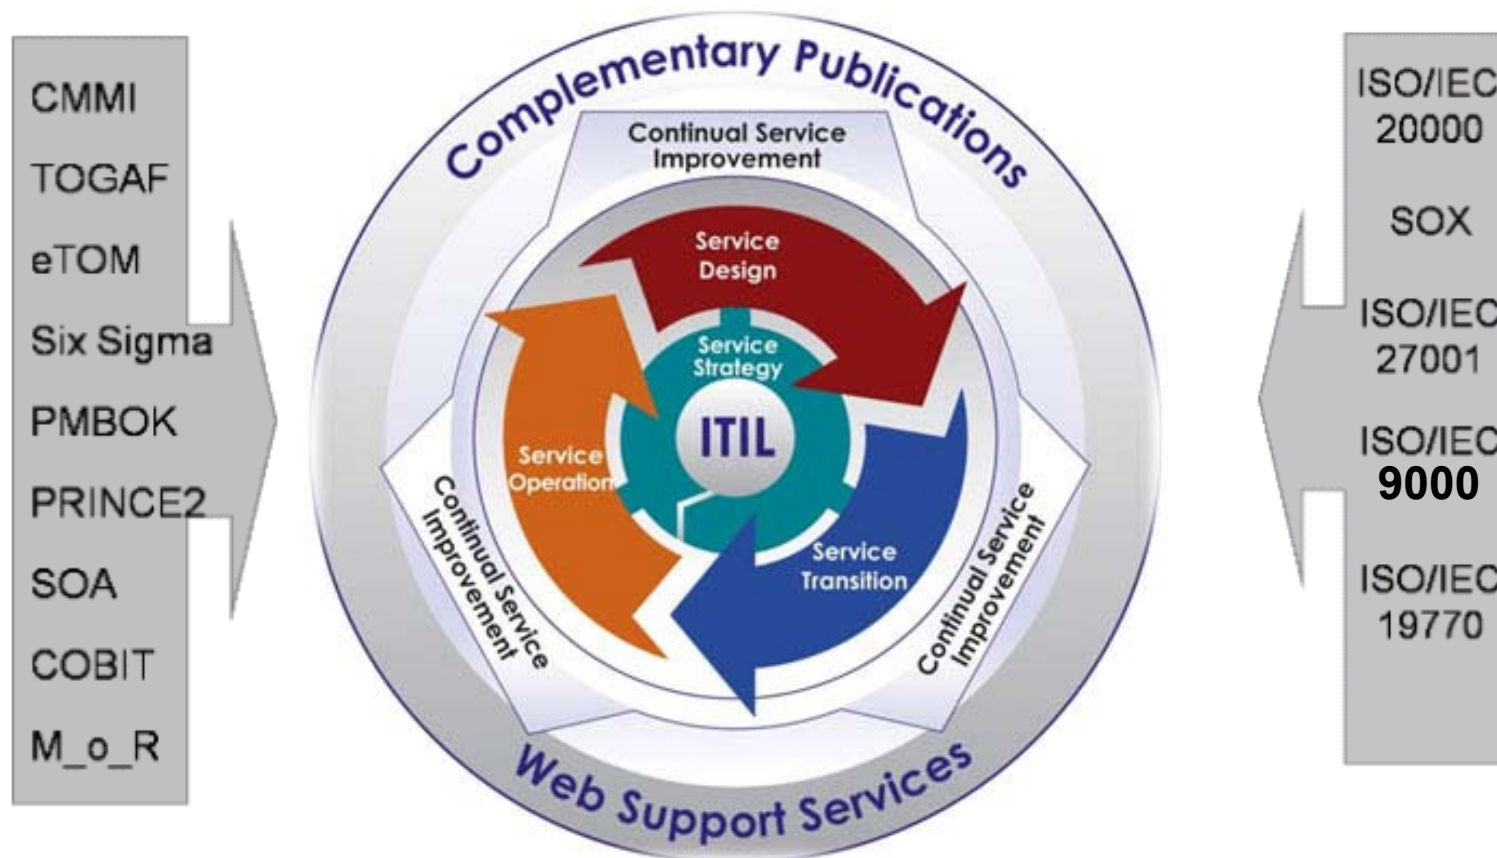 CMMI
TOGAF
eTOM
Six Sigma
PMBOK
PRINCE2
SOA
COBIT
M_o_R
Complementary Publications
Continual Service
Improvement
Service
Design
Service
Strategy
ITIL
Service
Operation
Service
Transition
Continual Service
Improvement
Continual Service
Improvement
Web Support Services
ISO/IEC
20000
SOX
ISO/IEC
27001
ISO/IEC
9000
ISO/IEC
19770